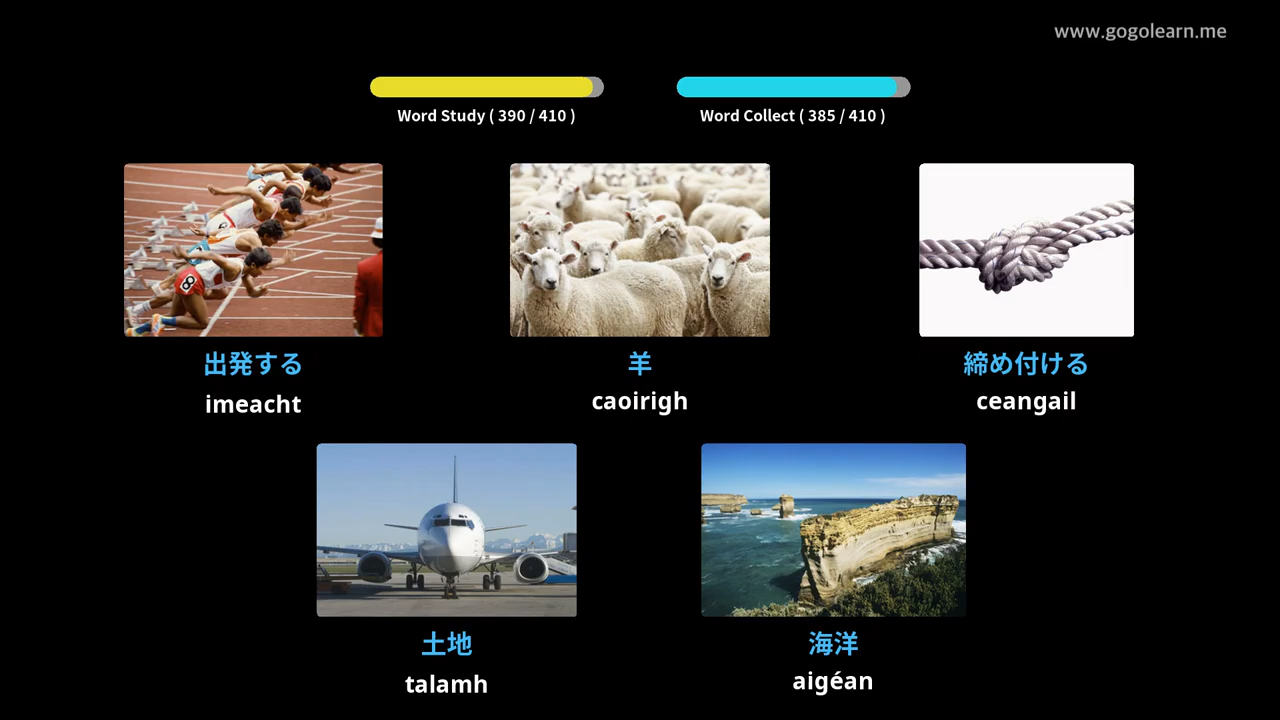 www.gogolearn.me
Word Study ( 390 / 410 )
Word Collect ( 385 / 410 )
出発する
imeacht
羊
caoirigh
締め付ける
ceangail
土地
talamh
海洋
aigéan